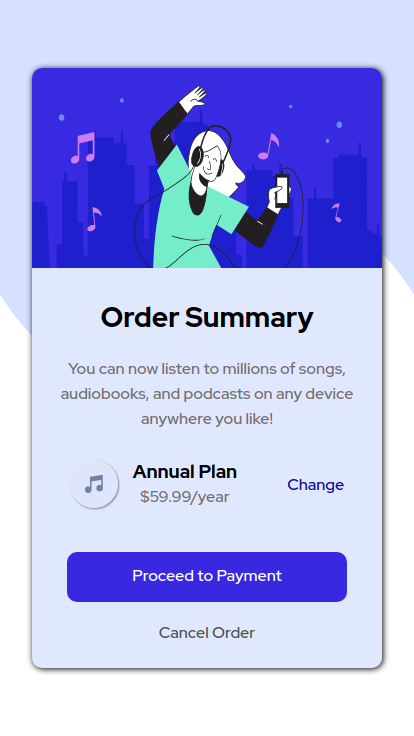 Order Summary
You can now listen to millions of songs,
audiobooks, and podcasts on any device
anywhere you like!
Annual Plan
$59.99/year
Change
Proceed to Payment
Cancel Order